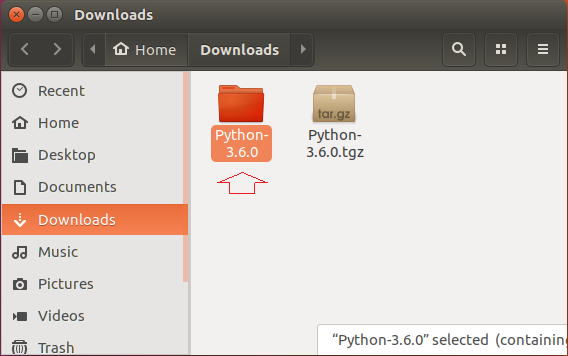 Downloads
Home
Downloads
Recent
Home
Desktop
Documents
Downloads
Music
Pictures
Videos
Trash
Python-
3.6.0
tar.gz
Python-
3.6.0.tgz
“Python-3.6.0” selected (containing